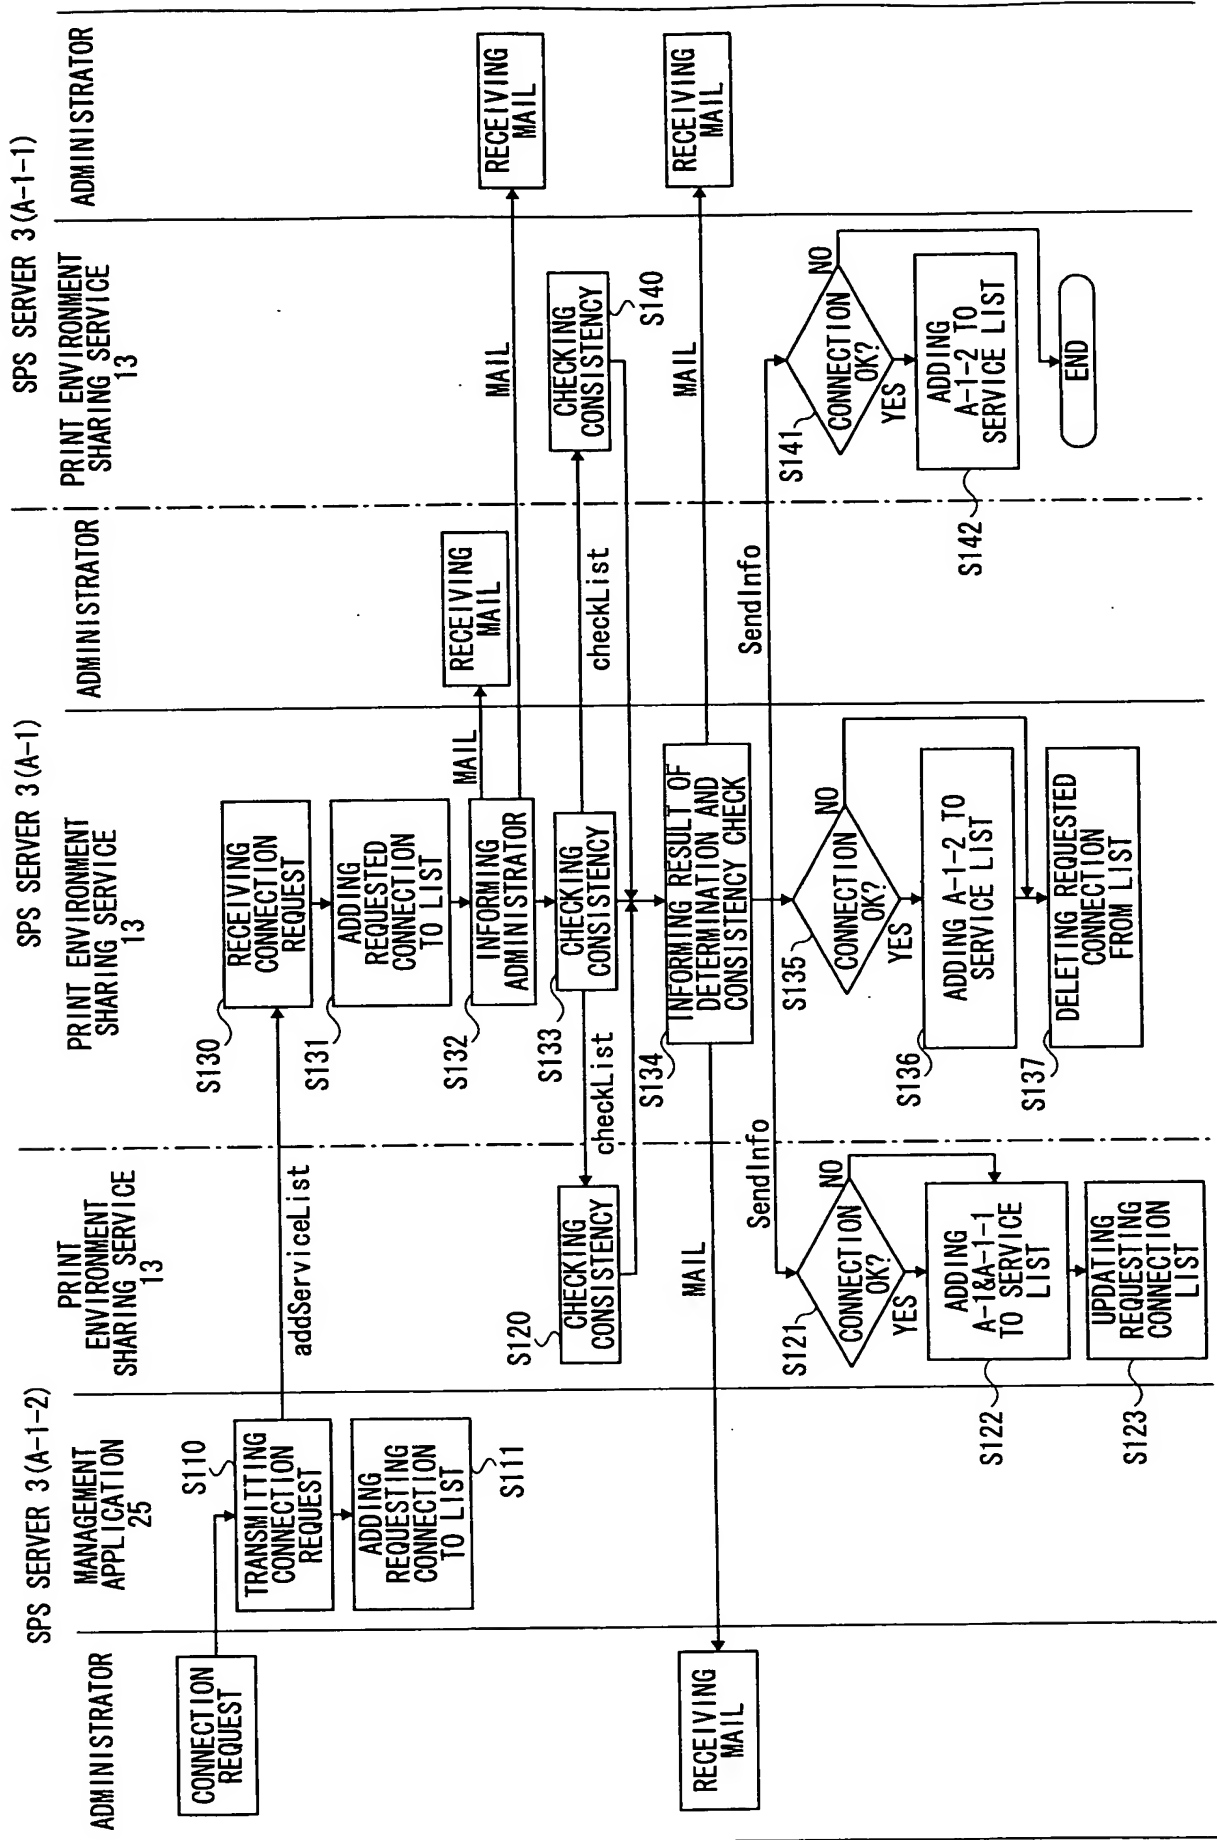 SPS SERVER 3(A-1-2)
SPS SERVER 3(A-1)
SPS SERVER 3(A-1-1)
ADMINISTRATOR
MANAGEMENT
APPLICATION
25
PRINT
ENVIRONMENT
SHARING SERVICE
13
PRINT ENVIRONMENT
SHARING SERVICE
13
ADMINISTRATOR
PRINT ENVIRONMENT
SHARING SERVICE
13
ADMINISTRATOR
CONNECTION
REQUEST
S110
TRANSMITTING
CONNECTION
REQUEST
addServiceList
S130
RECEIVING
CONNECTION
REQUEST
ADDING
REQUESTING
CONNECTION
TO LIST
S111
S131
ADDING
REQUESTED
CONNECTION
TO LIST
S132
INFORMING
ADMINISTRATOR
MAIL
RECEIVING
MAIL
MAIL
RECEIVING
MAIL
S120
CHECKING
CONSISTENCY
checkList
S133
CHECKING
CONSISTENCY
checkList
CHECKING
CONSISTENCY
S140
S134
INFORMING RESULT OF
DETERMINATION AND
CONSISTENCY CHECK
RECEIVING
MAIL
MAIL
MAIL
RECEIVING
MAIL
SendInfo
SendInfo
S121
CONNECTION
OK?
NO
YES
S135
CONNECTION
OK?
NO
YES
S141
CONNECTION
OK?
NO
YES
ADDING
A-1&A-1-1
TO SERVICE
LIST
S122
S136
ADDING A-1-2 TO
SERVICE LIST
ADDING
A-1-2 TO
SERVICE LIST
S142
UPDATING
REQUESTING
CONNECTION
LIST
S123
S137
DELETING REQUESTED
CONNECTION
FROM LIST
END